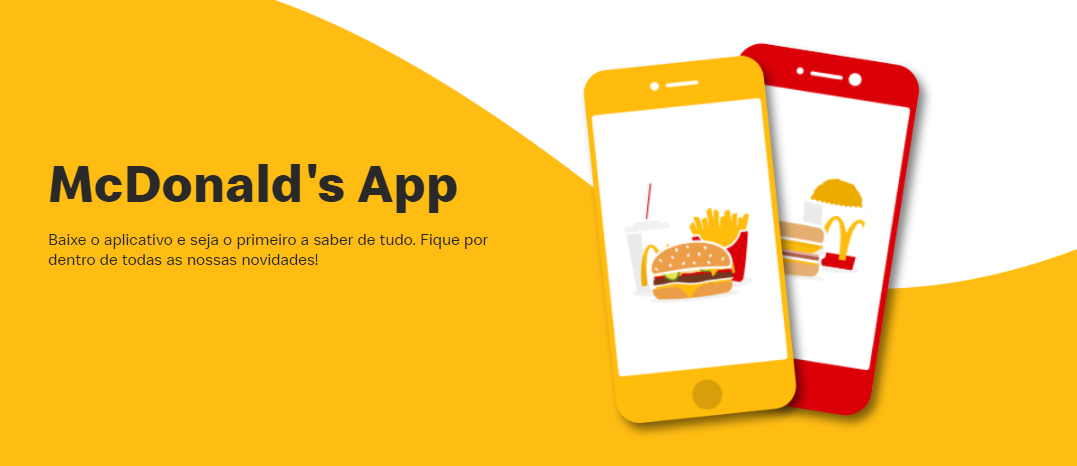 McDonald's App
Baixe o aplicativo e seja o primeiro a saber de tudo. Fique por
dentro de todas as nossas novidades!